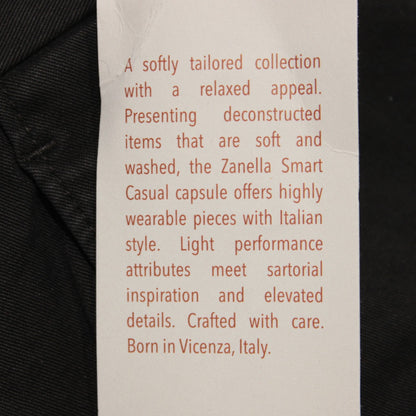 A softly tailored collection
with a relaxed appeal.
Presenting deconstructed
items that are soft and
washed, the Zanella Smart
Casual capsule offers highly
wearable pieces with Italian
style. Light performance
attributes meet sartorial
inspiration and elevated
details. Crafted with care.
Born in Vicenza, Italy.